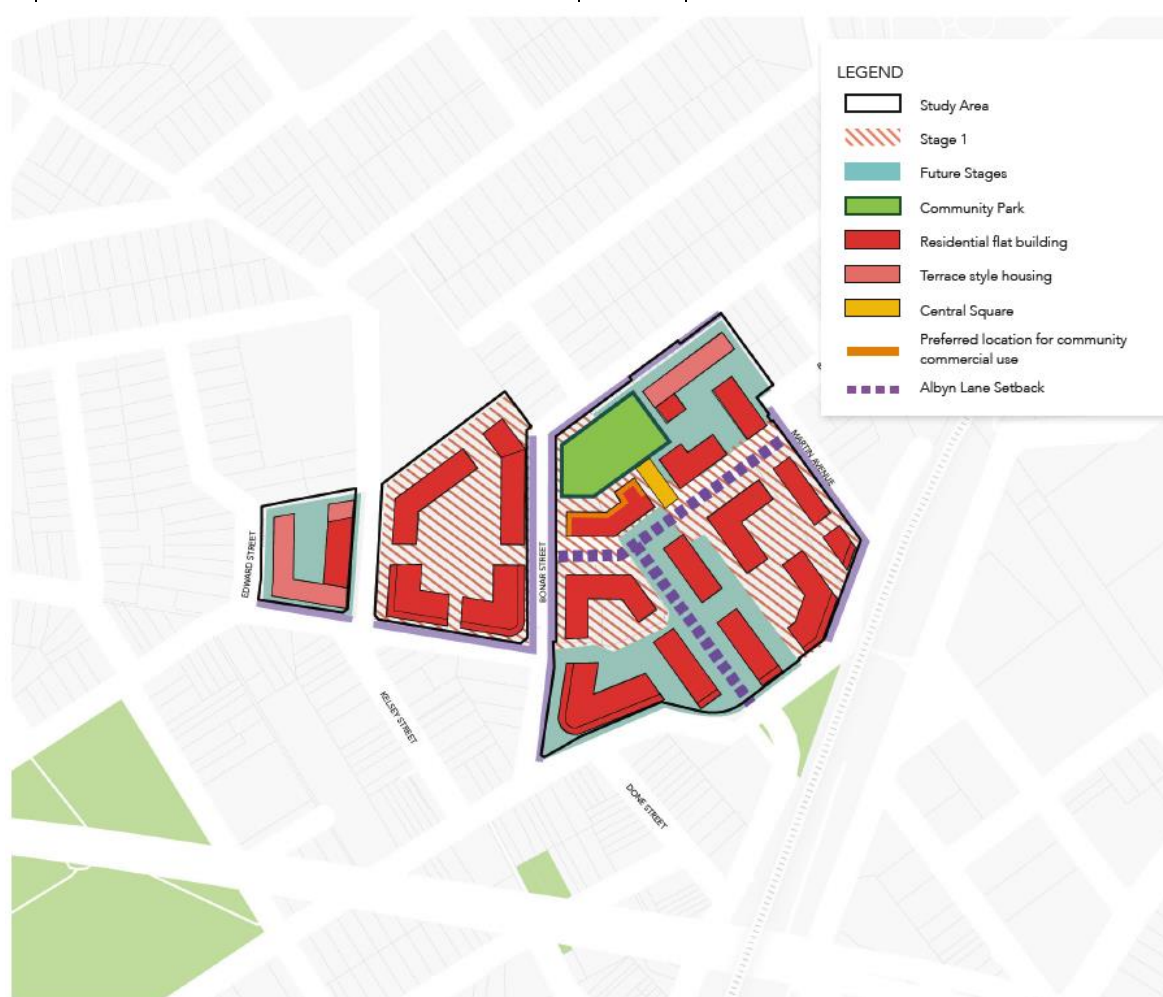 LEGEND
Study Area
Stage 1
Future Stages
Community Park
Residential flat building
Terrace style housing
Central Square
Preferred location for community
commercial use
Albyn Lane Setback
MARTIN AVENUE
EDWARD STREET
BONAR STREET
KELSEY STREET
DONE STREET